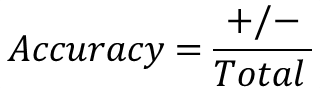 Accuracy = +/- / Total